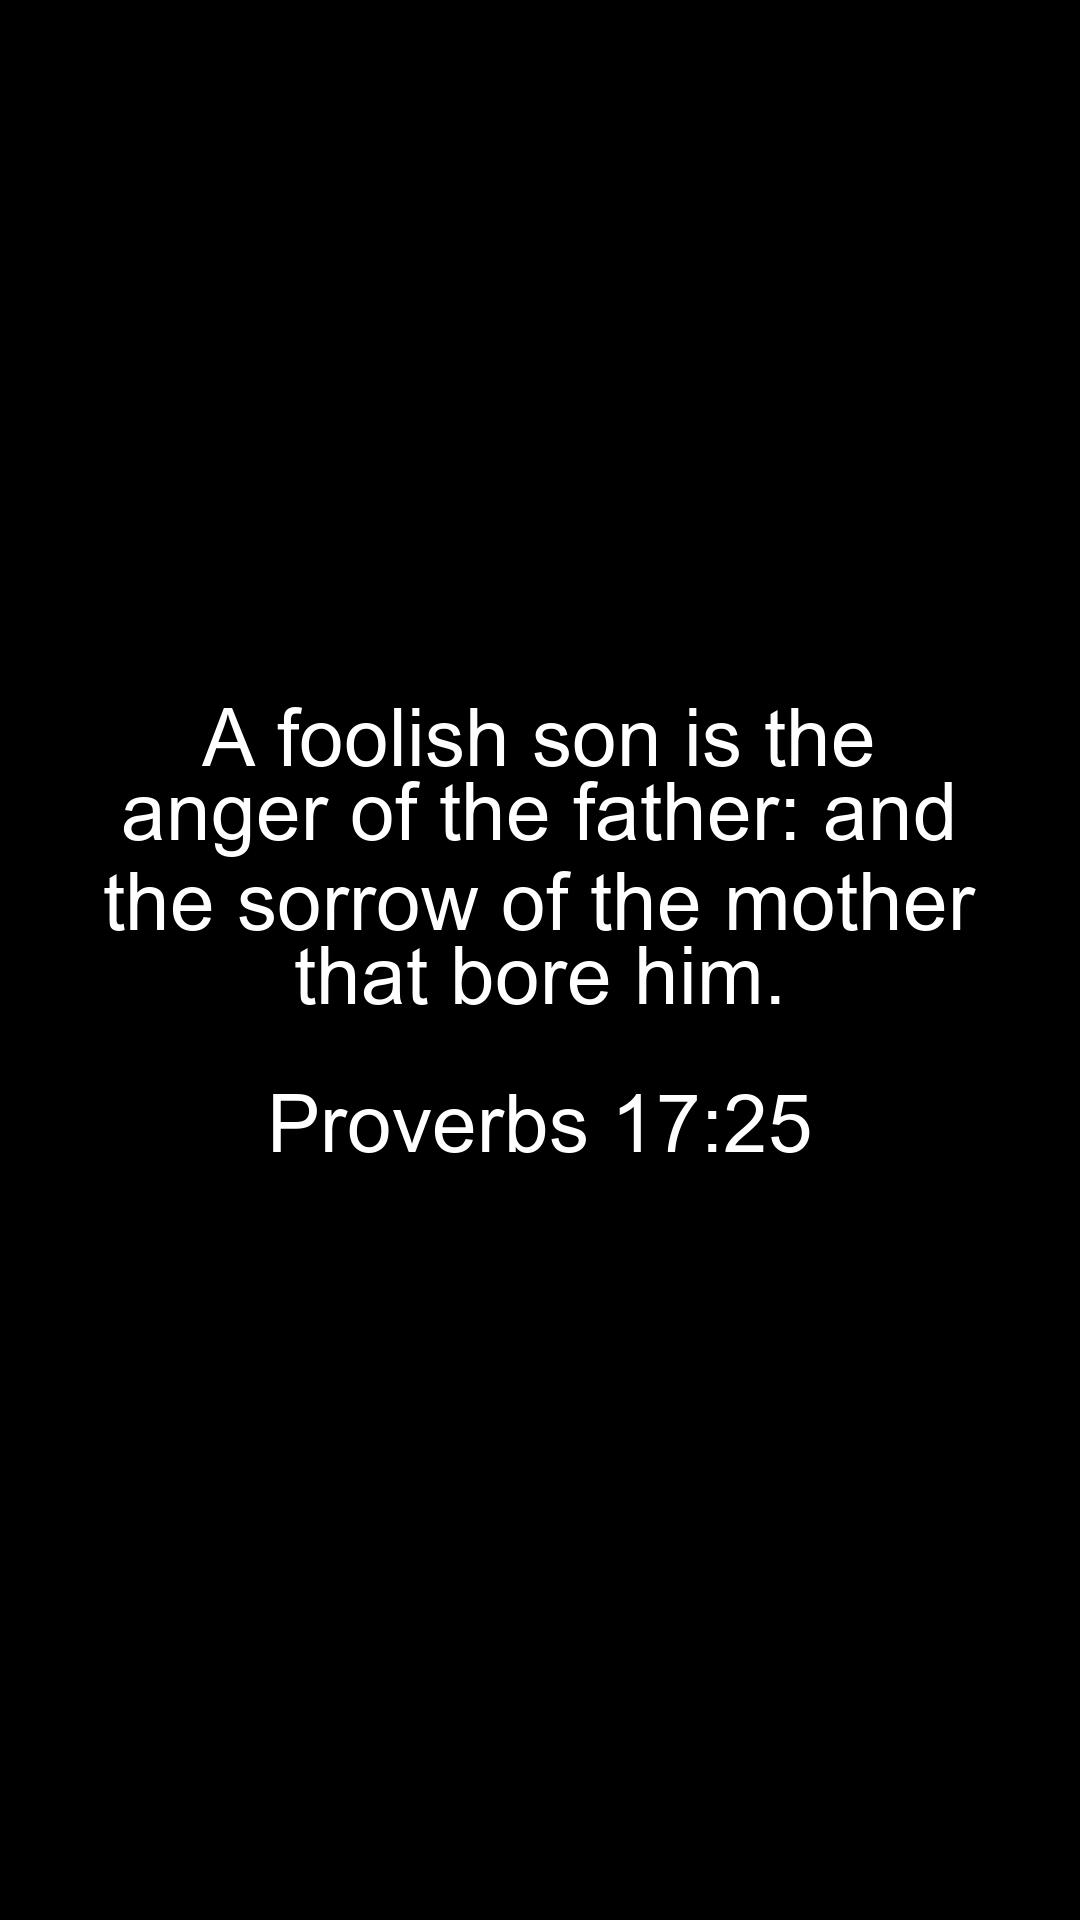 A foolish son is the
anger of the father: and
the sorrow of the mother
that bore him.
Proverbs 17:25